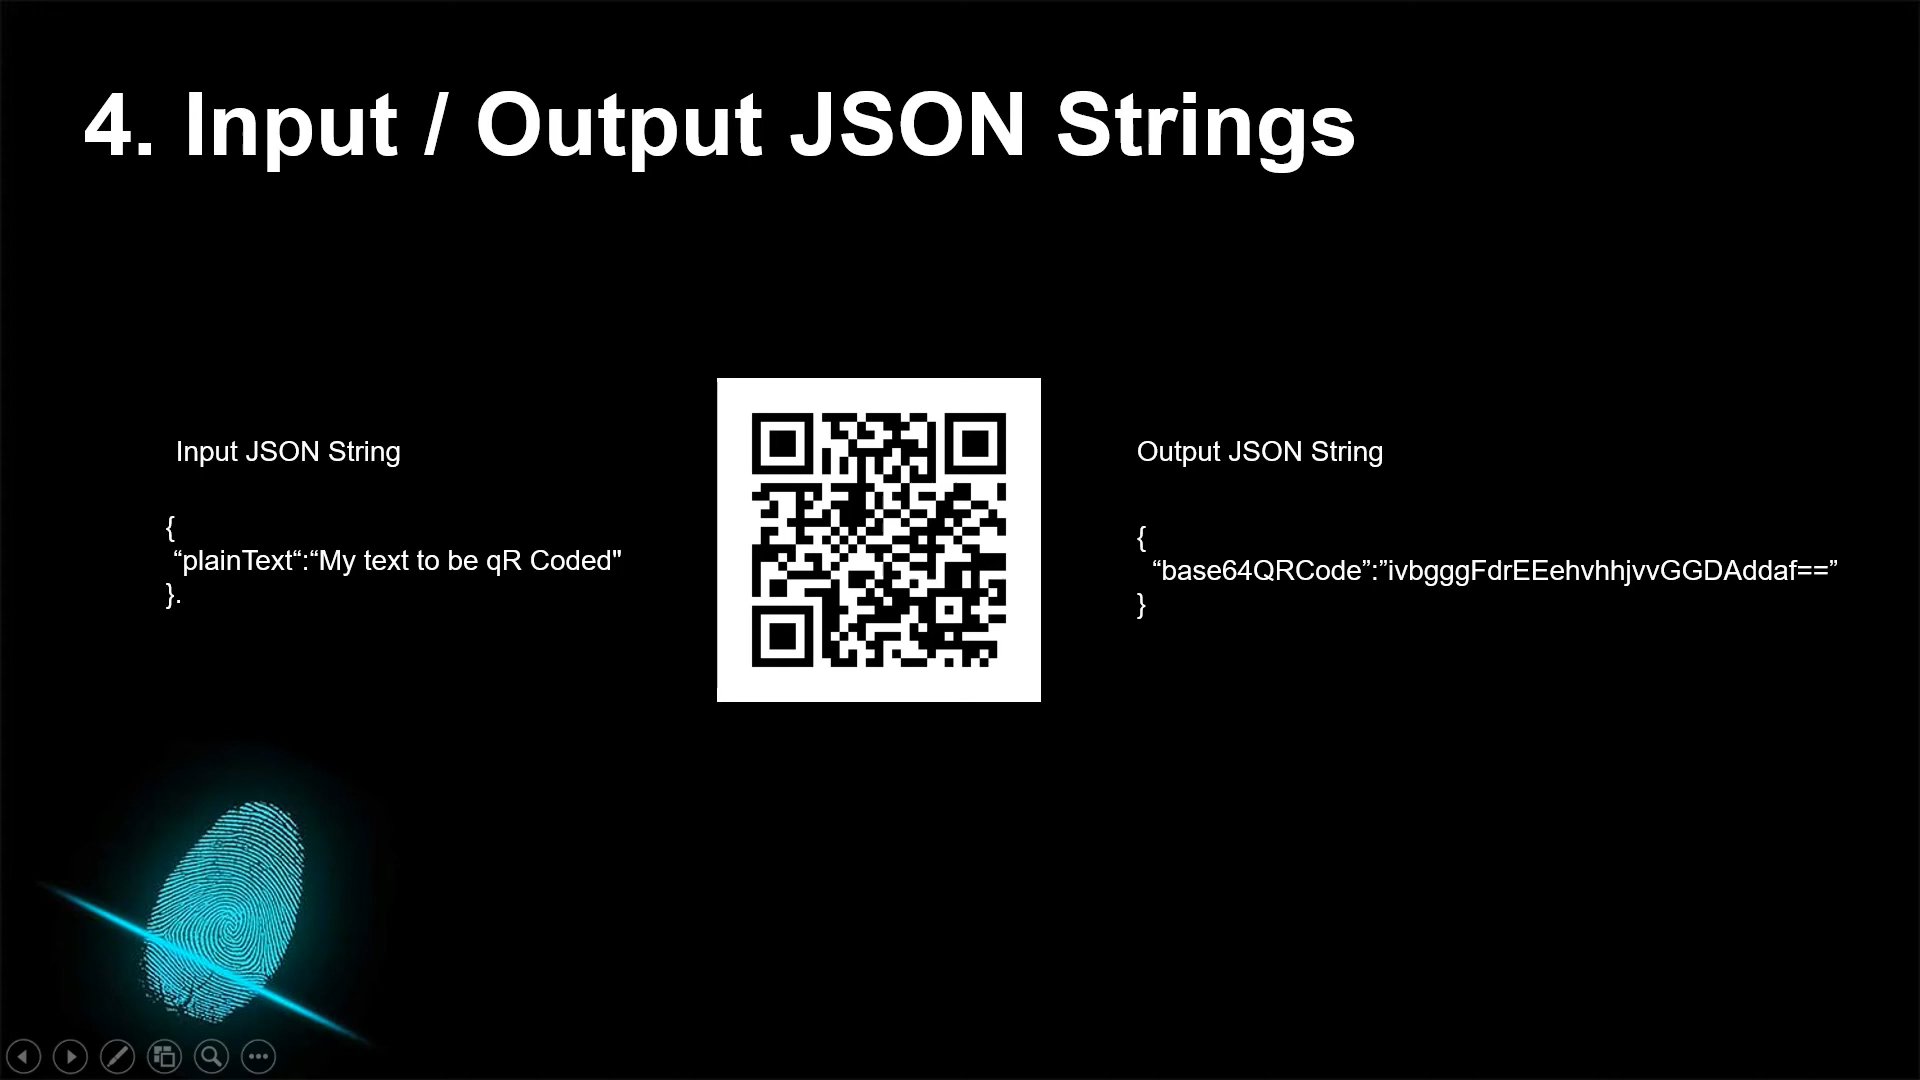 4. Input / Output JSON Strings
Input JSON String
{
“plainText“:“My text to be qR Coded"
}.
Output JSON String
{
“base64QRCode”:”ivbgggFdrEEehvhhjvvGGDAddaf==”
}